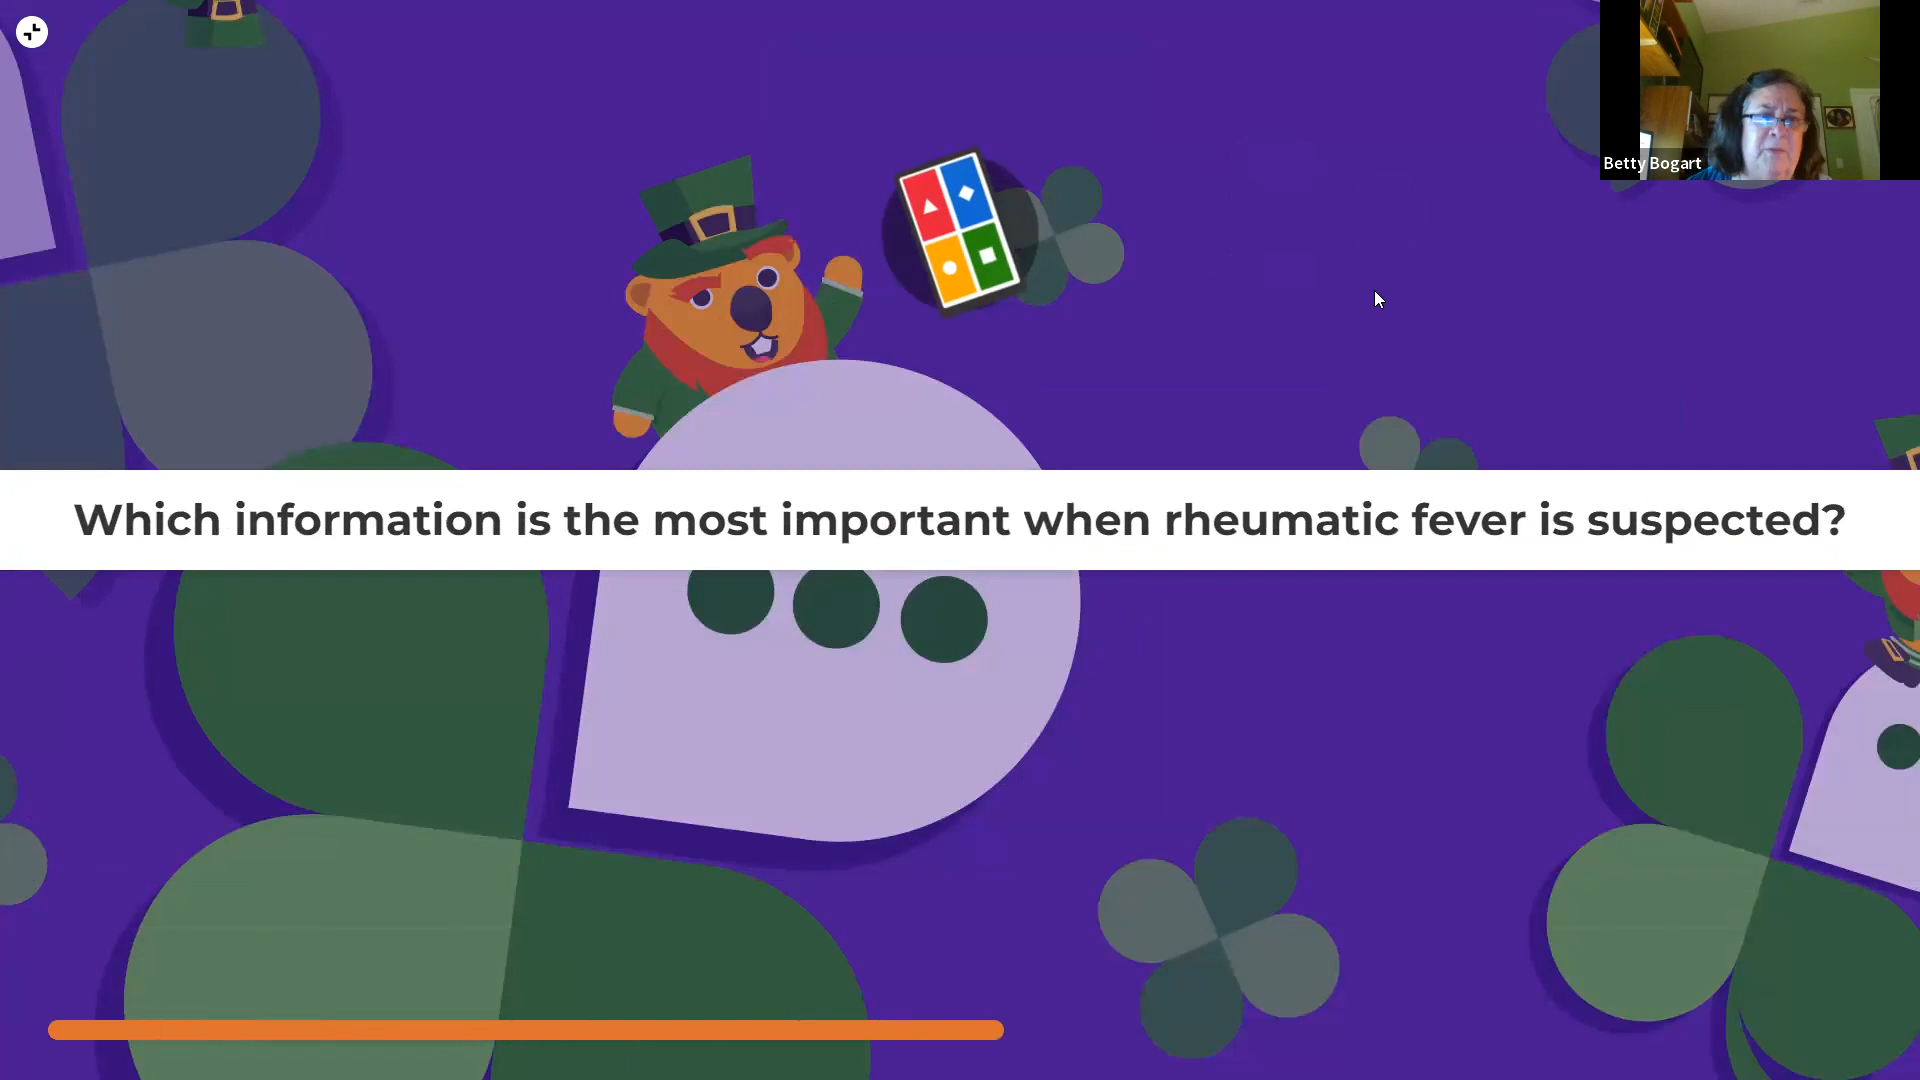 Betty Bogart
Which information is the most important when rheumatic fever is suspected?